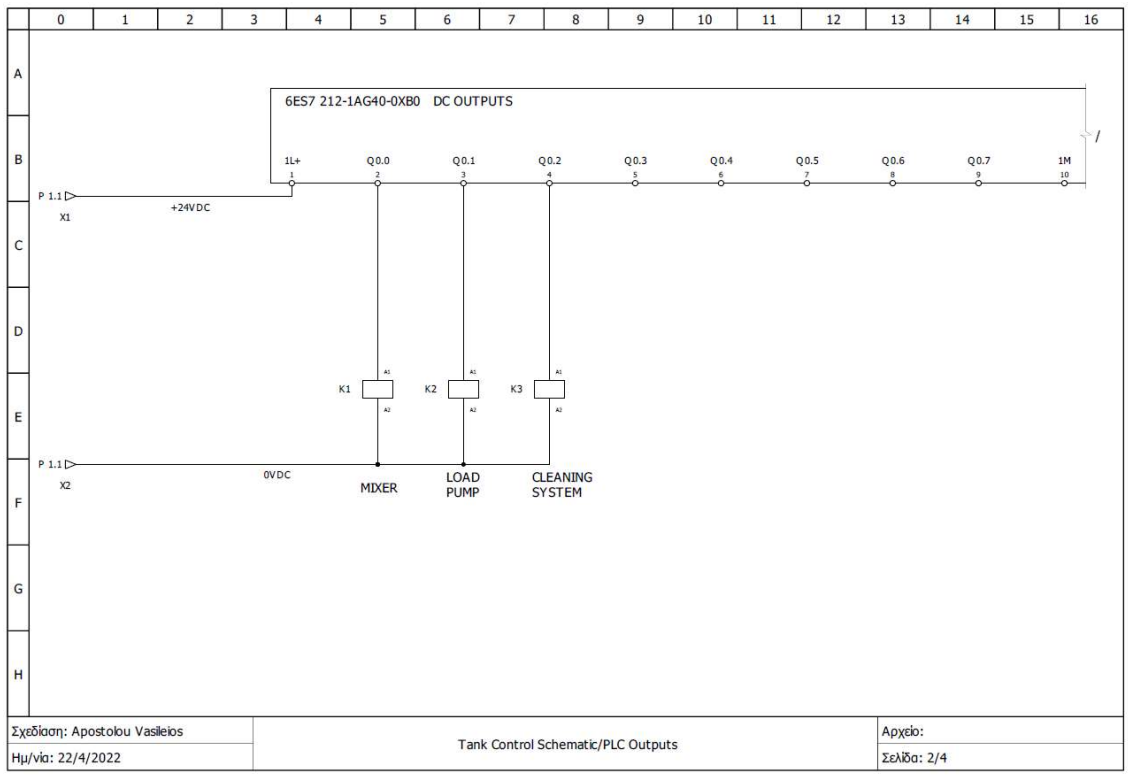 0 1 2 3 4 5 6 7 8 9 10 11 12 13 14 15 16
A
6ES7 212-1AG40-0XB0 DC OUTPUTS
/
B
1L+ Q0.0 Q0.1 Q0.2 Q0.3 Q0.4 Q0.5 Q0.6 Q0.7 1M
1 2 3 4 5 6 7 8 9 10
P 1.1
+24VDC
X1
C
D
A1 A1 A1
K1 K2 K3
A2 A2 A2
E
P 1.1
0VDC
X2
MIXER
LOAD
PUMP
CLEANING
SYSTEM
F
G
H
Σχεδίαση: Apostolou Vasileios
Ημ/νία: 22/4/2022
Tank Control Schematic/PLC Outputs
Αρχείο:
Σελίδα: 2/4